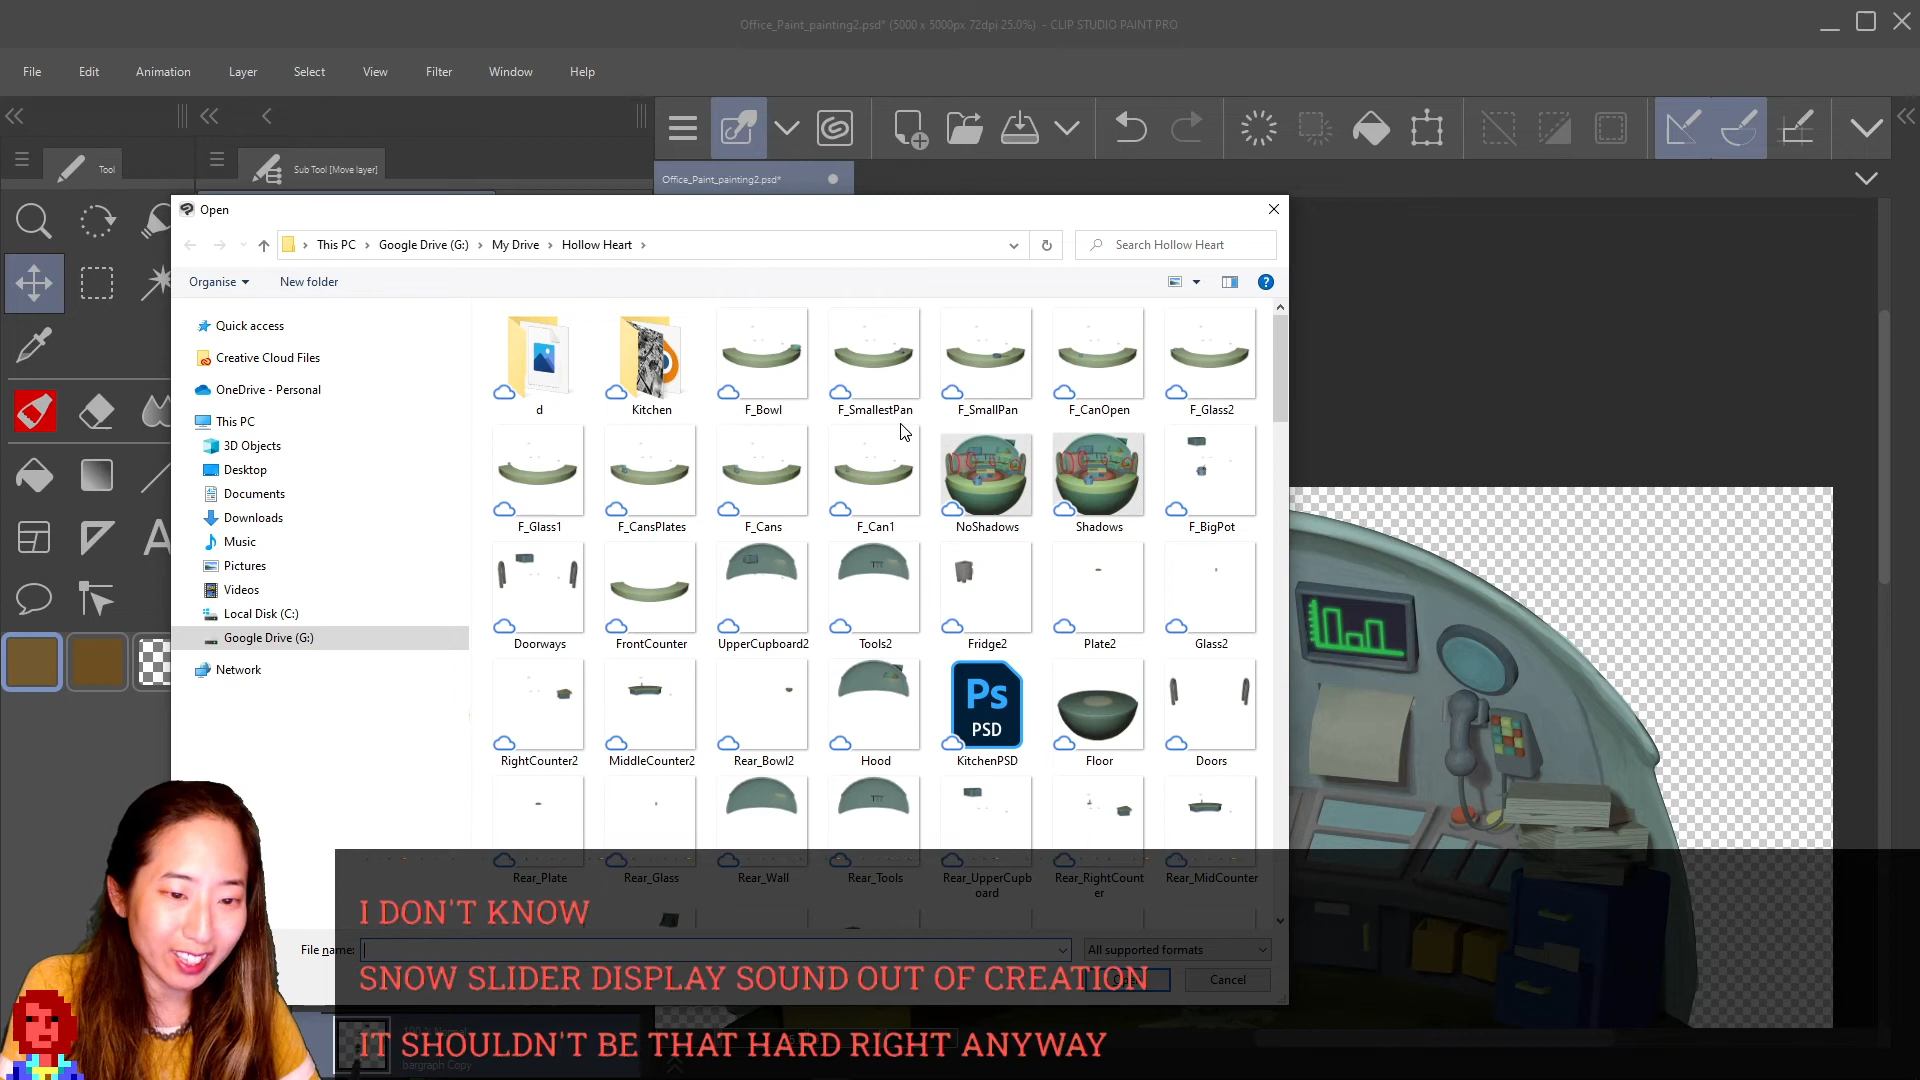 Office_Paint_painting2.psd* (5000 x 5000px 72dpi 25.0%) - CLIP STUDIO PAINT PRO
File Edit Animation Layer Select View Filter Window Help
Tool
Sub Tool [Move layer]
Office_Paint_painting2.psd*
Open
This PC › Google Drive (G:) › My Drive › Hollow Heart ›
Search Hollow Heart
Organise
New folder
Quick access
Creative Cloud Files
OneDrive - Personal
This PC
3D Objects
Desktop
Documents
Downloads
Music
Pictures
Videos
Local Disk (C:)
Google Drive (G:)
Network
d Kitchen F_Bowl F_SmallestPan F_SmallPan F_CanOpen F_Glass2
F_Glass1 F_CansPlates F_Cans F_Can1 NoShadows Shadows F_BigPot
Doorways FrontCounter UpperCupboard2 Tools2 Fridge2 Plate2 Glass2
Ps
PSD
RightCounter2 MiddleCounter2 Rear_Bowl2 Hood KitchenPSD Floor Doors
Rear_Plate Rear_Glass Rear_Wall Rear_Tools Rear_UpperCupb Rear_RightCount Rear_MidCounter
oard er
I DON'T KNOW
File name:
All supported formats
SNOW SLIDER DISPLAY SOUND OUT OF CREATION
Cancel
IT SHOULDN'T BE THAT HARD RIGHT ANYWAY
bargraph Copy